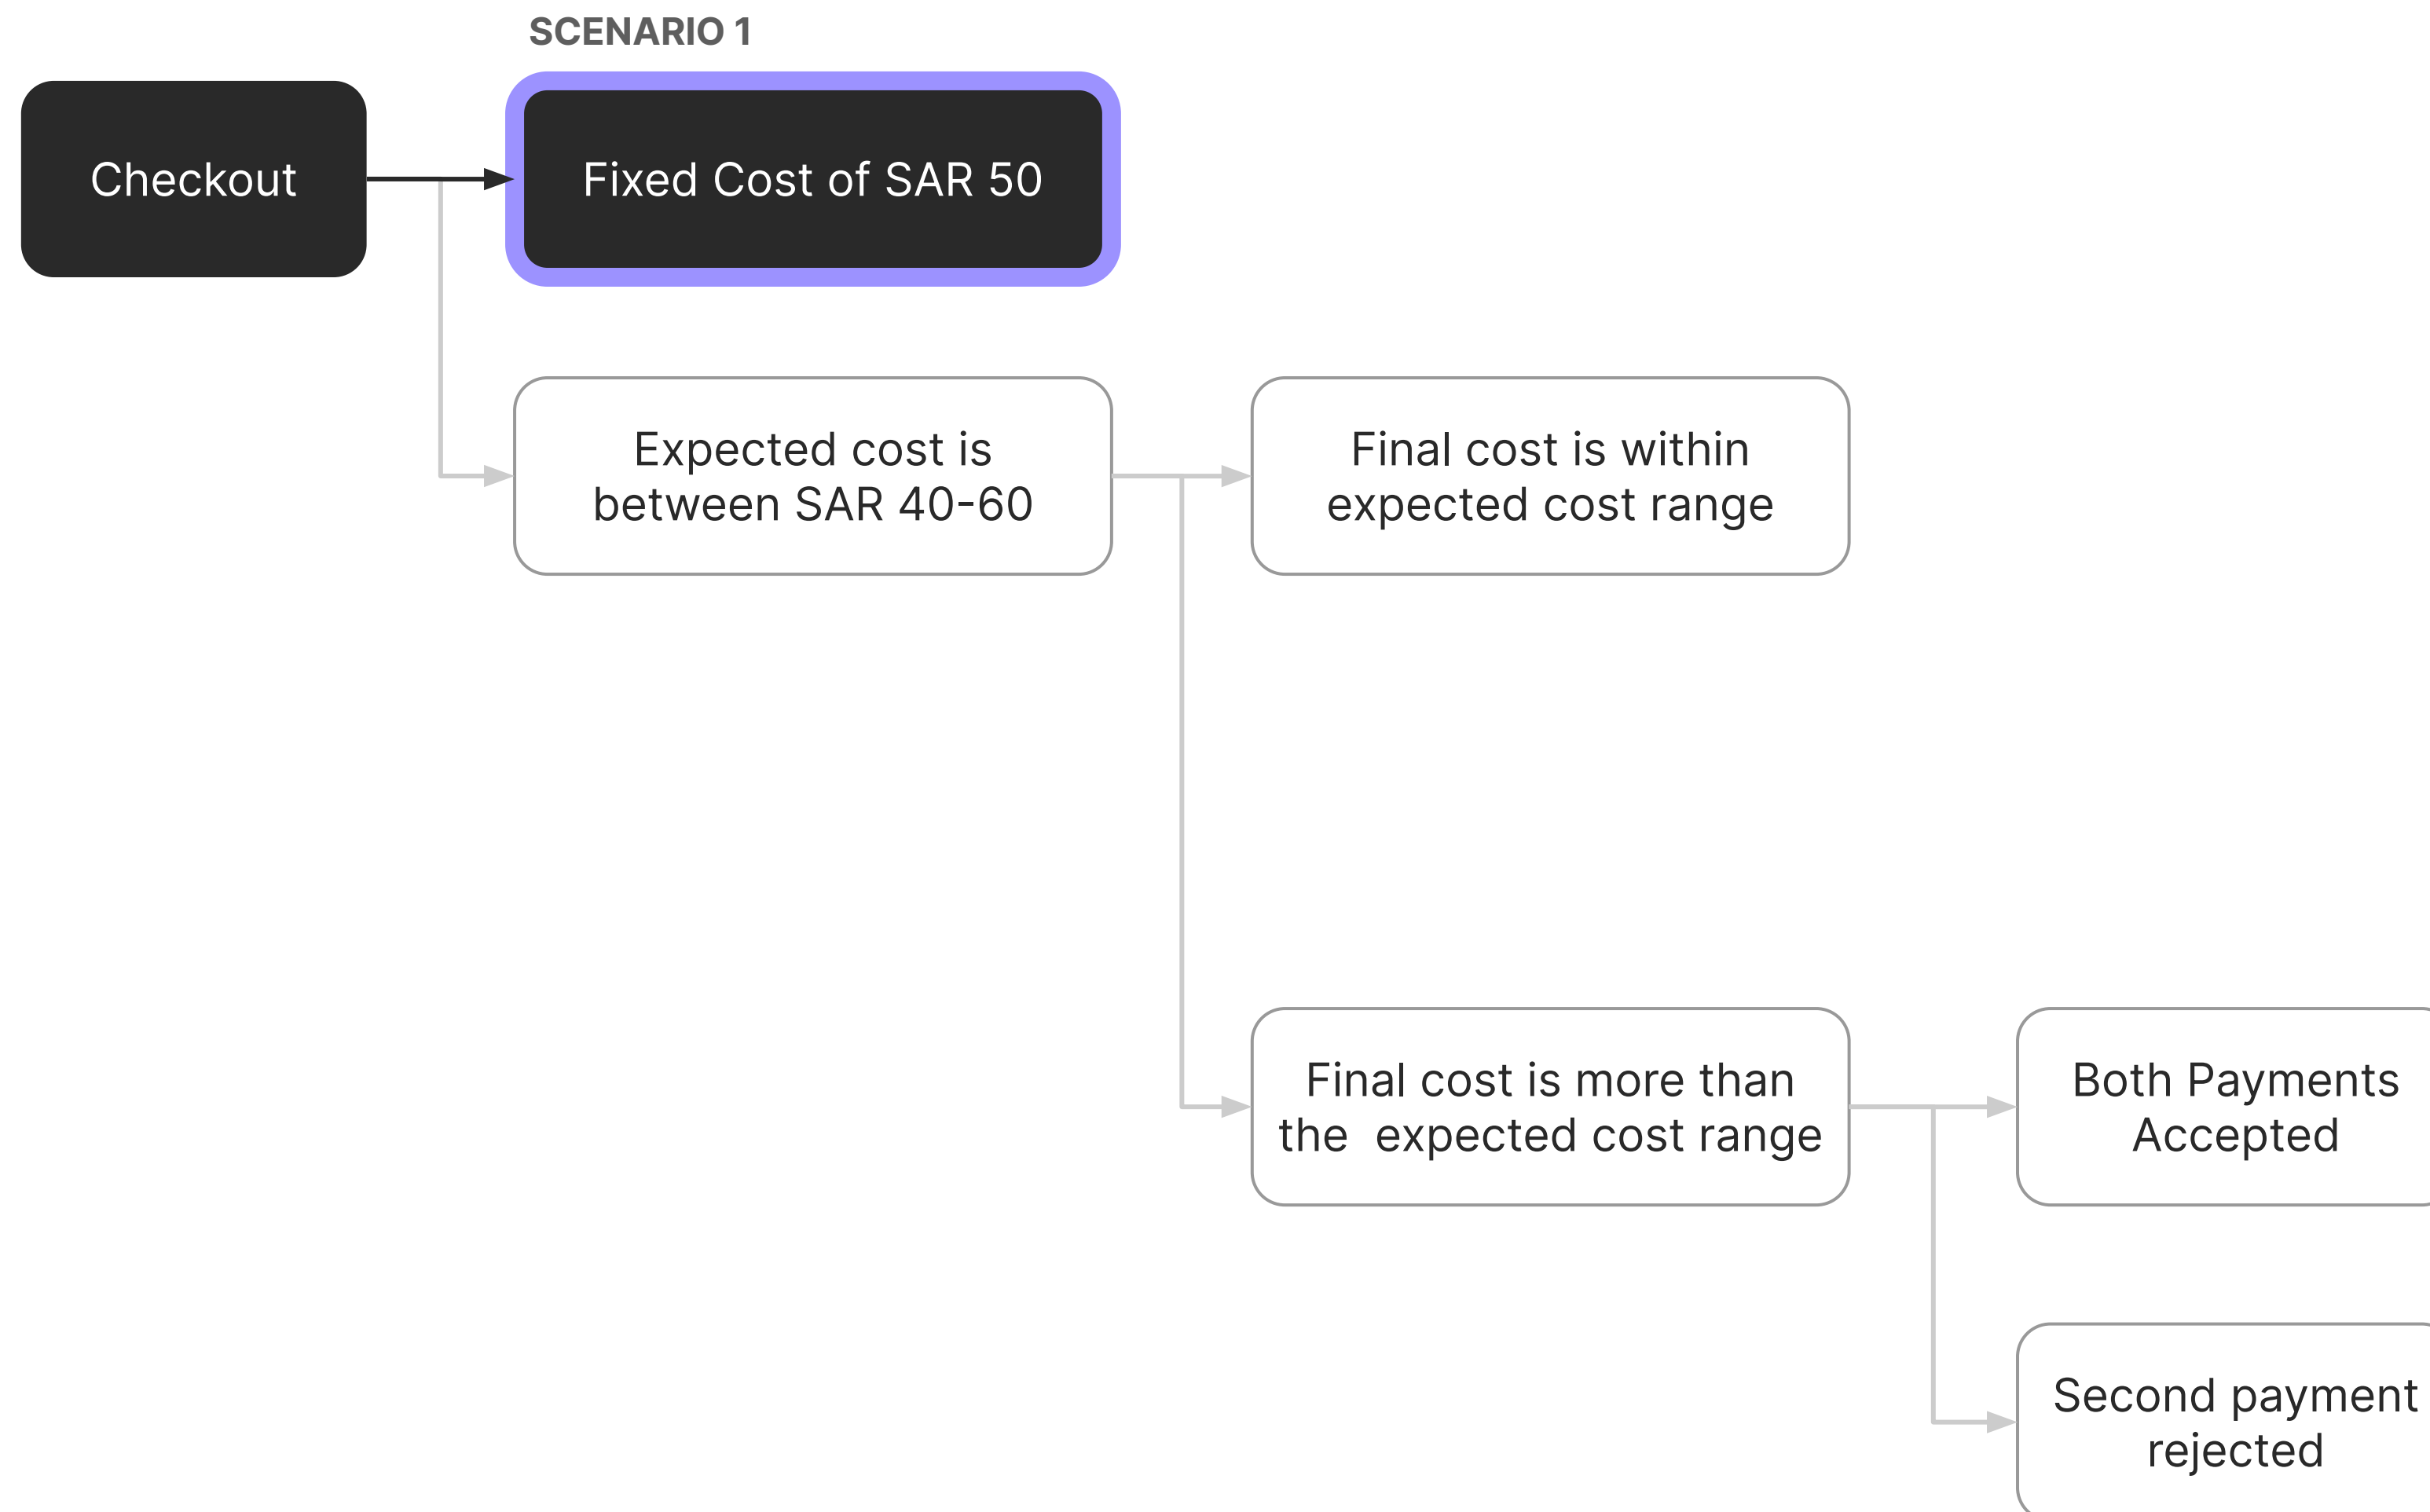 SCENARIO 1
Checkout
Fixed Cost of SAR 50
Expected cost is
between SAR 40-60
Final cost is within
expected cost range
Final cost is more than
the  expected cost range
Both Payments
Accepted
Second payment
rejected